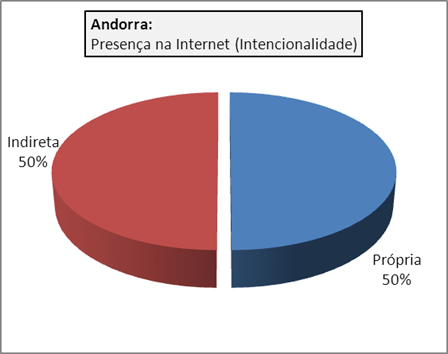 Andorra:
Presença na Internet (Intencionalidade)
Indireta
50%
Própria
50%